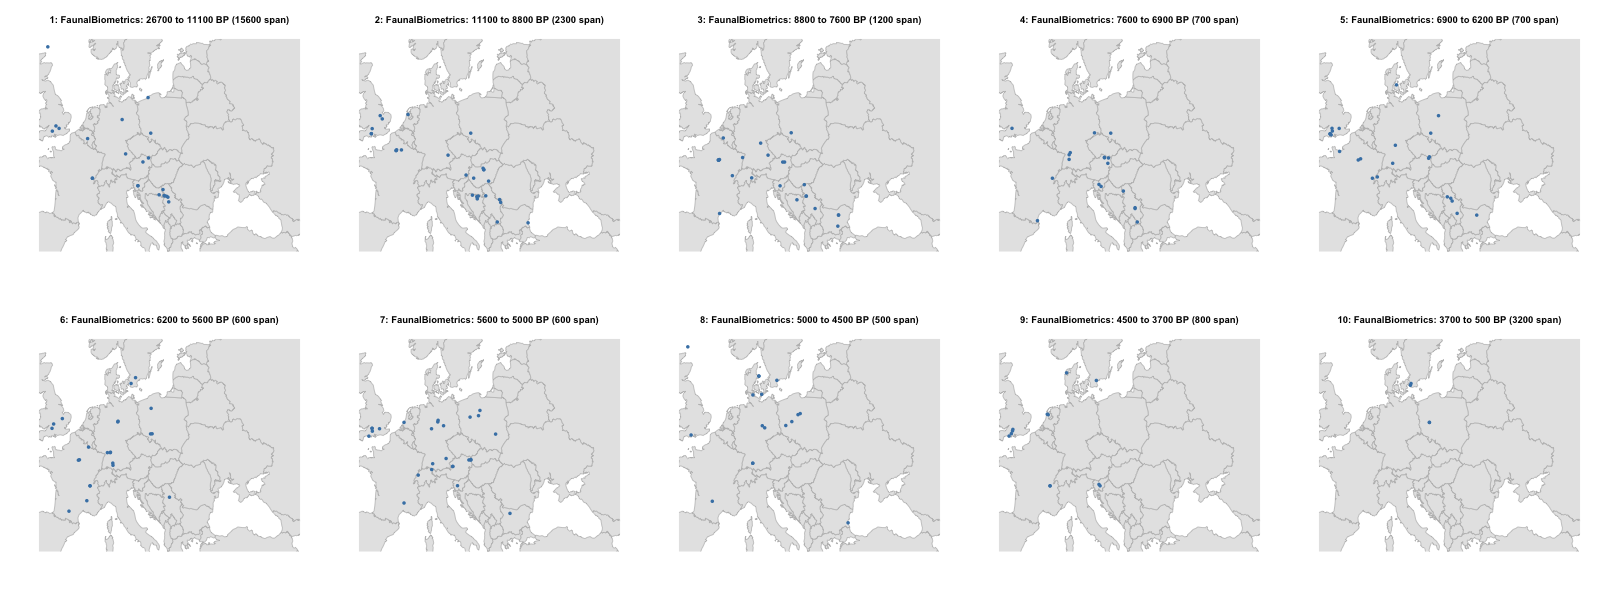 1: FaunalBiometrics: 26700 to 11100 BP (15600 span)
2: FaunalBiometrics: 11100 to 8800 BP (2300 span)
3: FaunalBiometrics: 8800 to 7600 BP (1200 span)
4: FaunalBiometrics: 7600 to 6900 BP (700 span)
5: FaunalBiometrics: 6900 to 6200 BP (700 span)
6: FaunalBiometrics: 6200 to 5600 BP (600 span)
7: FaunalBiometrics: 5600 to 5000 BP (600 span)
8: FaunalBiometrics: 5000 to 4500 BP (500 span)
9: FaunalBiometrics: 4500 to 3700 BP (800 span)
10: FaunalBiometrics: 3700 to 500 BP (3200 span)